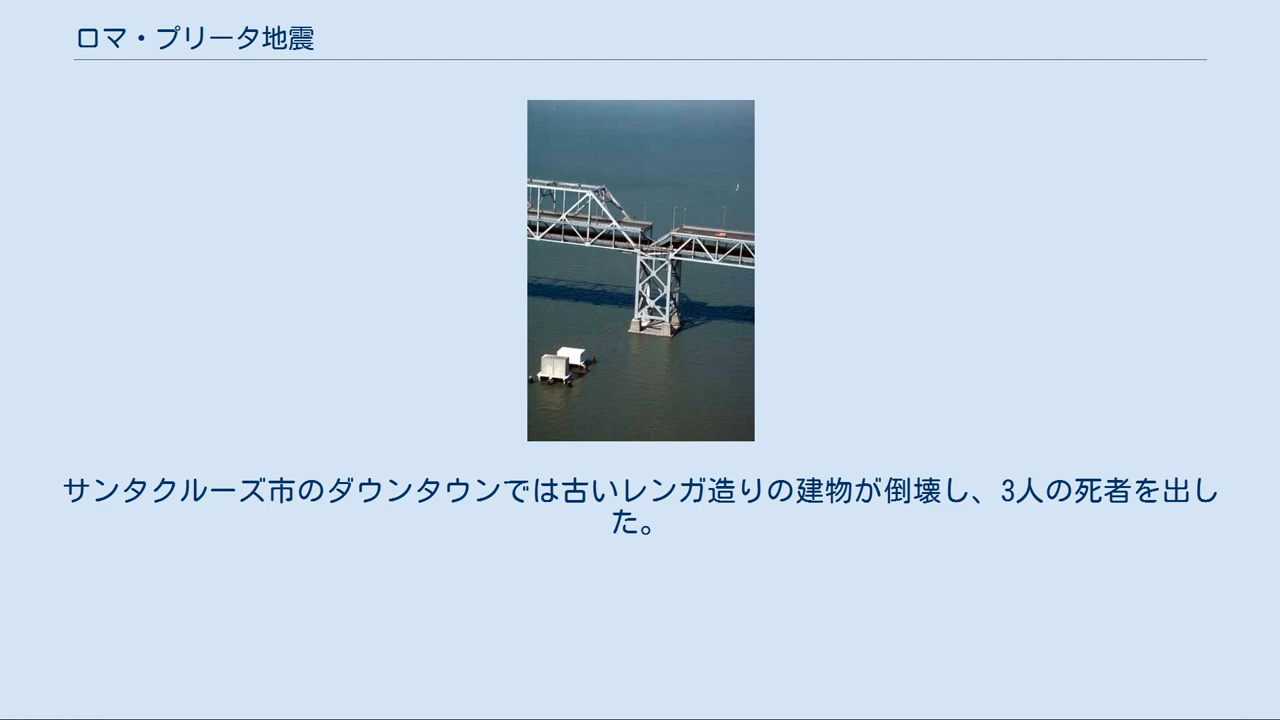 ロマ・プリータ地震
サンタクルーズ市のダウンタウンでは古いレンガ造りの建物が倒壊し、3人の死者を出し
た。